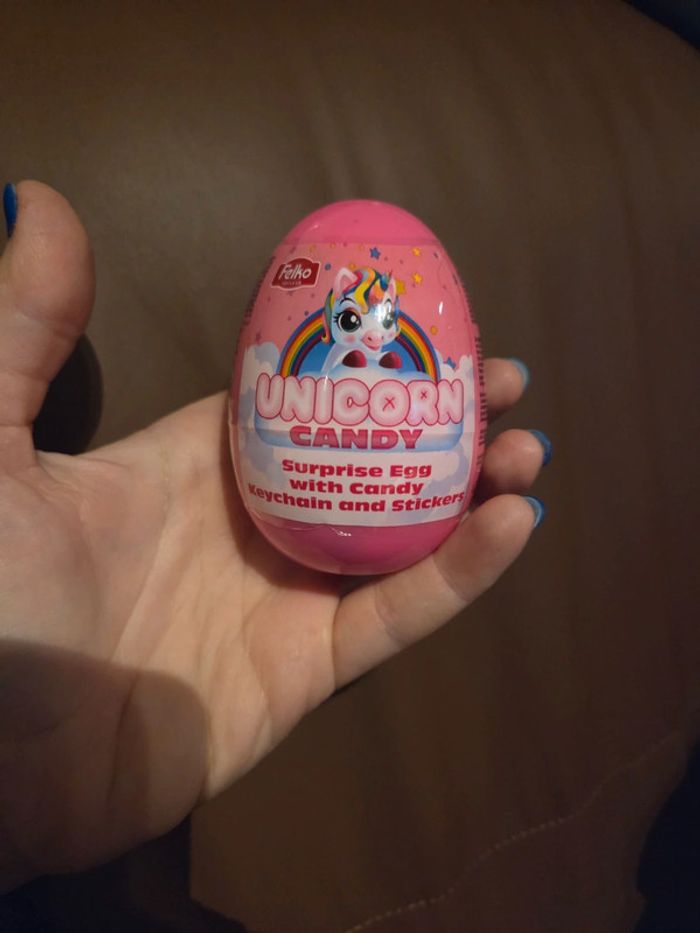 Felko
UNICORN
CANDY
Surprise Egg
with Candy
Keychain and Stickers